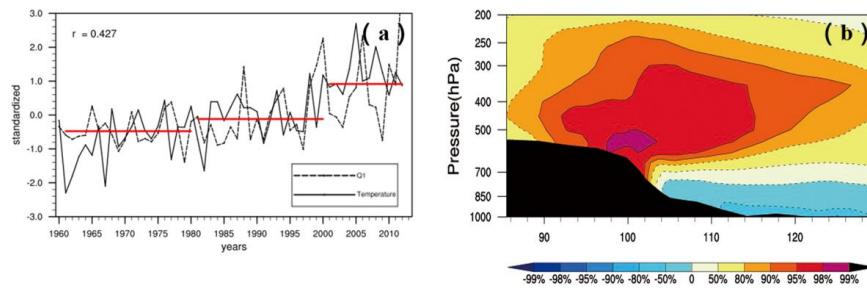 ( a )
r = 0.427
standardized
3.0
2.0
1.0
0.0
-1.0
-2.0
-3.0
Q1
Temperature
1960 1965 1970 1975 1980 1985 1990 1995 2000 2005 2010
years
( b )
Pressure(hPa)
200
250
300
400
500
700
850
1000
90 100 110 120
-99% -98% -95% -90% -80% -50% 0 50% 80% 90% 95% 98% 99%